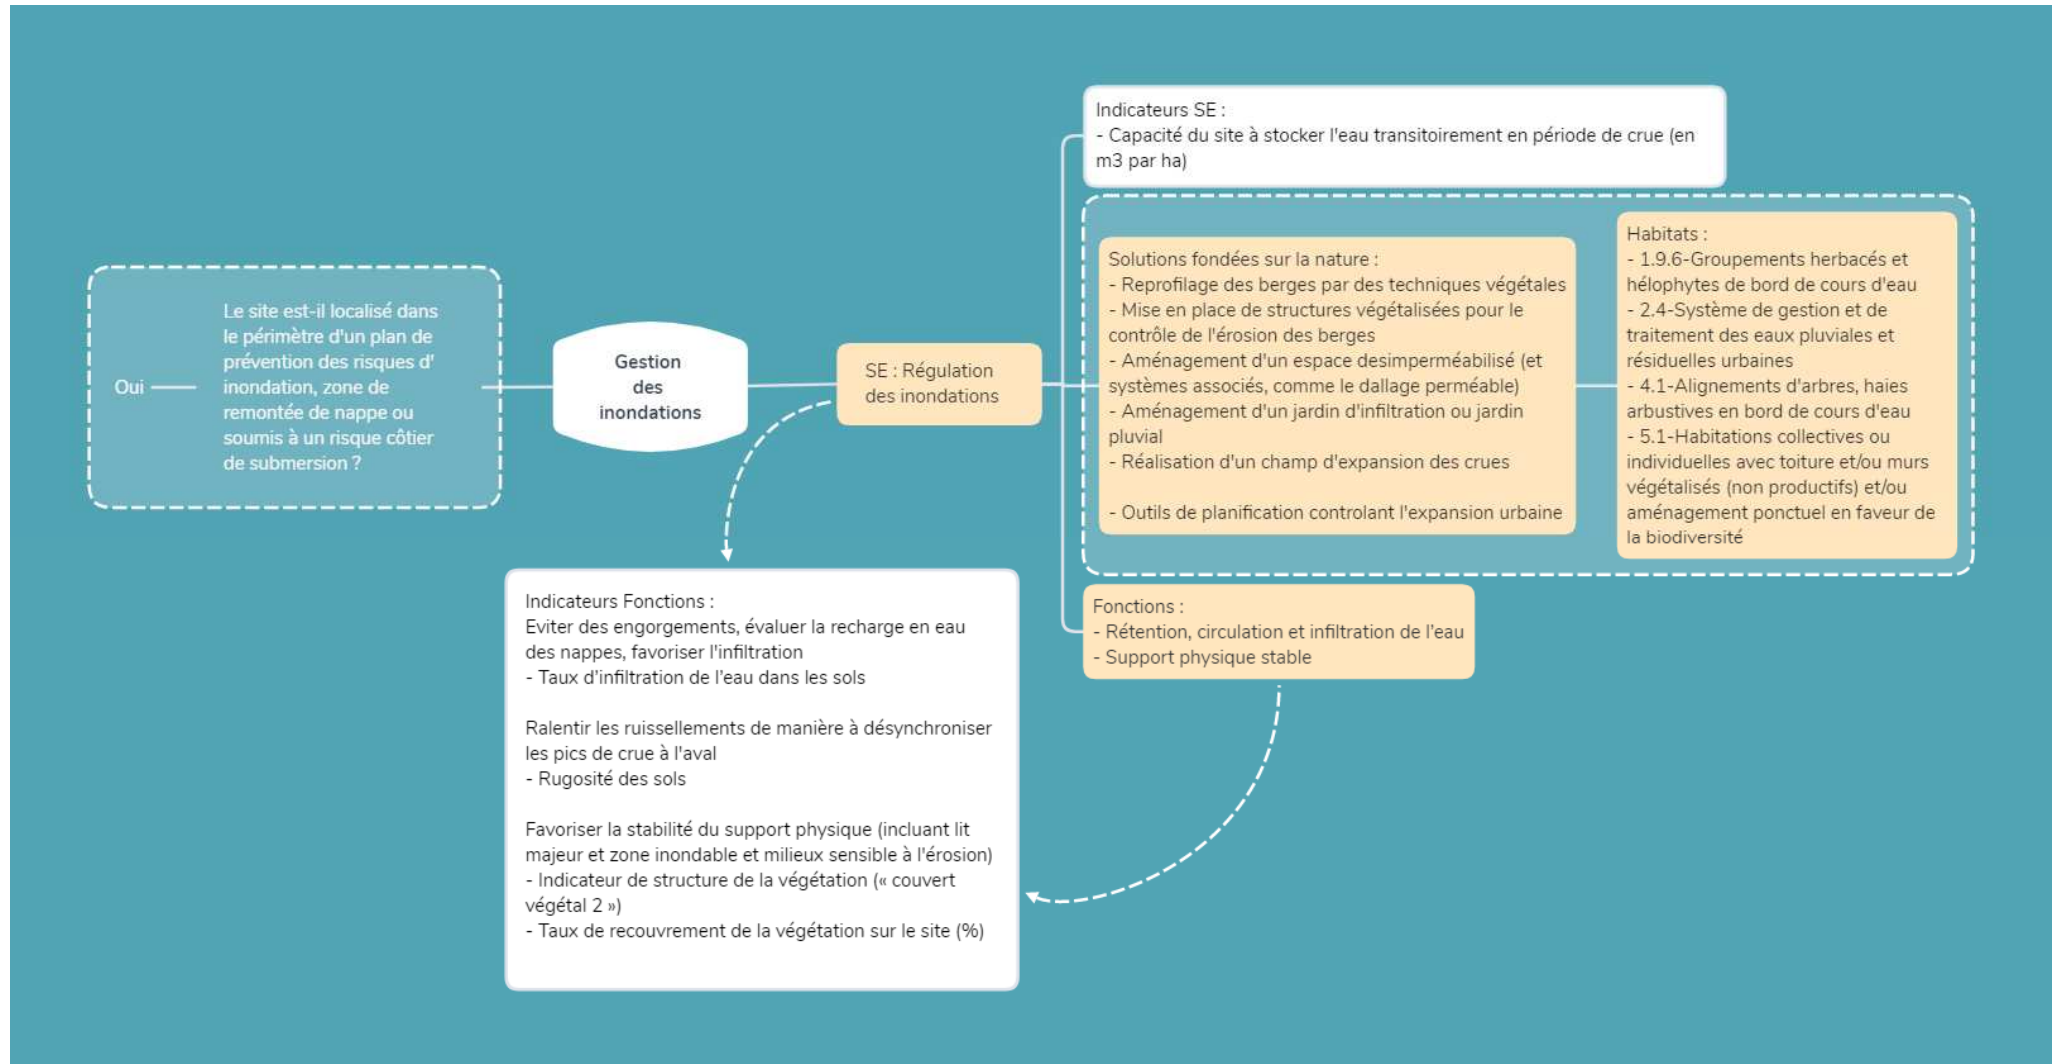 Oui
Le site est-il localisé dans
le périmètre d'un plan de
prévention des risques d'
inondation, zone de
remontée de nappe ou
soumis à un risque côtier
de submersion ?
Gestion
des
inondations
SE : Régulation
des inondations
Indicateurs SE :
- Capacité du site à stocker l'eau transitoirement en période de crue (en
m3 par ha)
Solutions fondées sur la nature :
- Reprofilage des berges par des techniques végétales
- Mise en place de structures végétalisées pour le
contrôle de l'érosion des berges
- Aménagement d'un espace desimperméabilisé (et
systèmes associés, comme le dallage perméable)
- Aménagement d'un jardin d'infiltration ou jardin
pluvial
- Réalisation d'un champ d'expansion des crues
- Outils de planification controlant l'expansion urbaine
Habitats :
- 1.9.6-Groupements herbacés et
hélophytes de bord de cours d'eau
- 2.4-Système de gestion et de
traitement des eaux pluviales et
résiduelles urbaines
- 4.1-Alignements d'arbres, haies
arbustives en bord de cours d'eau
- 5.1-Habitations collectives ou
individuelles avec toiture et/ou murs
végétalisés (non productifs) et/ou
aménagement ponctuel en faveur de
la biodiversité
Fonctions :
- Rétention, circulation et infiltration de l'eau
- Support physique stable
Indicateurs Fonctions :
Eviter des engorgements, évaluer la recharge en eau
des nappes, favoriser l'infiltration
- Taux d'infiltration de l'eau dans les sols
Ralentir les ruissellements de manière à désynchroniser
les pics de crue à l'aval
- Rugosité des sols
Favoriser la stabilité du support physique (incluant lit
majeur et zone inondable et milieux sensible à l'érosion)
- Indicateur de structure de la végétation (« couvert
végétal 2 »)
- Taux de recouvrement de la végétation sur le site (%)